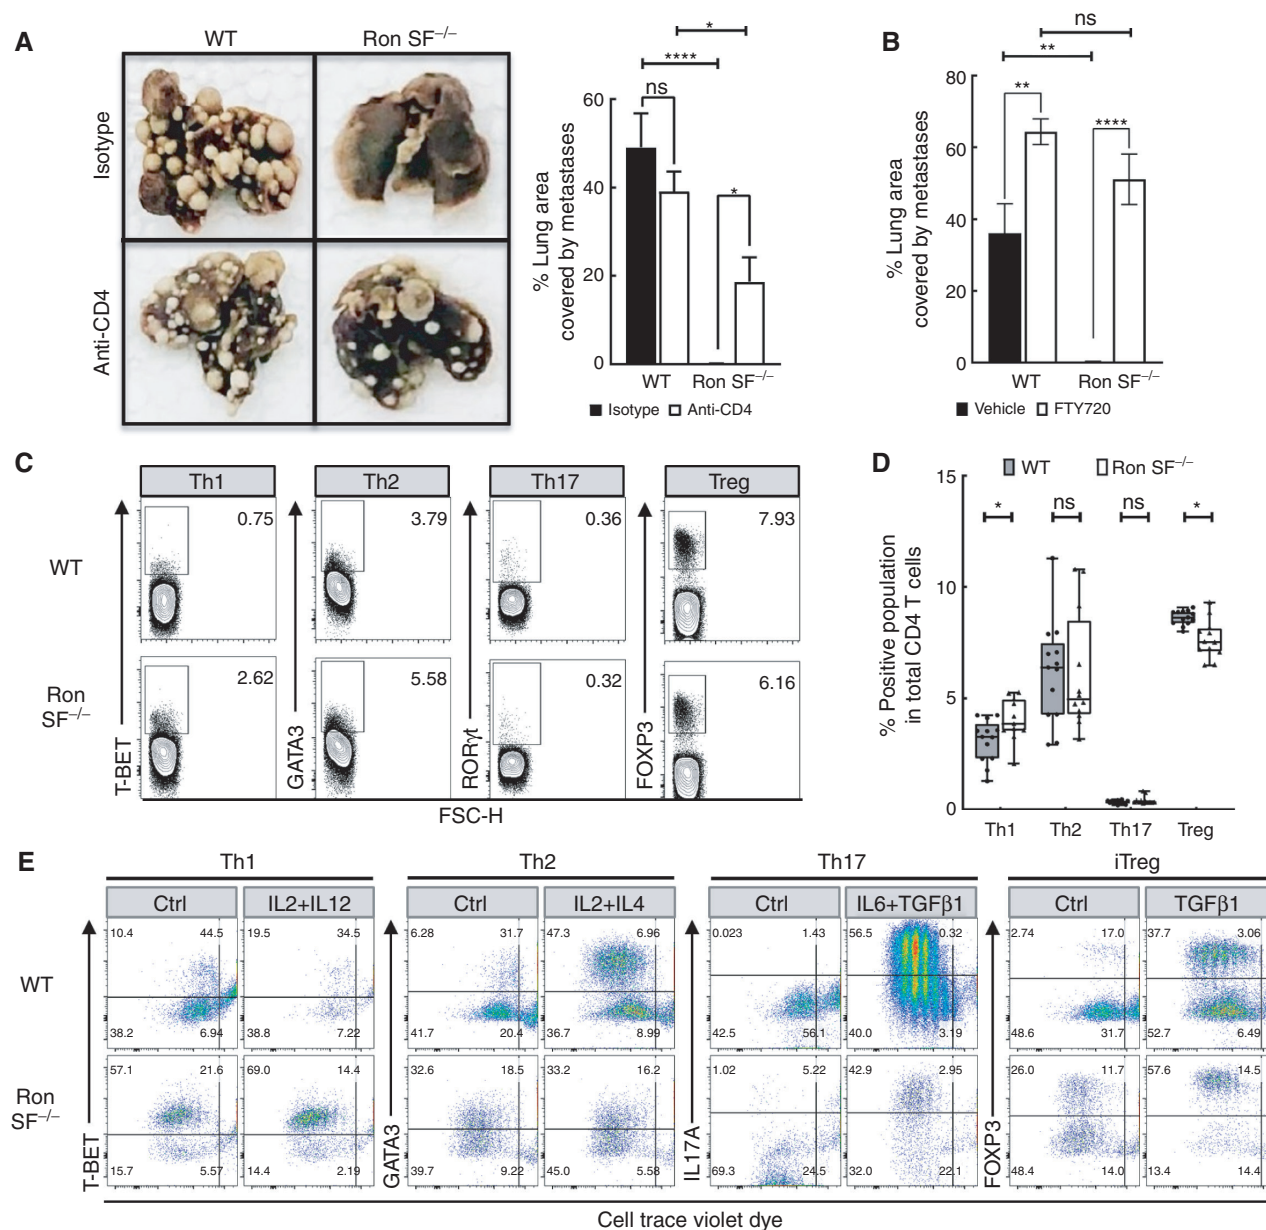 A
WT
Ron SF−/−
Isotype
Anti-CD4
% Lung area
covered by metastases
60
40
20
0
*
****
ns
*
WT
Ron SF−/−
Isotype
Anti-CD4
B
% Lung area
covered by metastases
80
60
40
20
0
ns
**
**
****
WT
Ron SF−/−
Vehicle
FTY720
C
Th1
Th2
Th17
Treg
WT
0.75
3.79
0.36
7.93
Ron
SF−/−
2.62
5.58
0.32
6.16
T-BET
GATA3
RORγt
FOXP3
FSC-H
D
WT
Ron SF−/−
% Positive population
in total CD4 T cells
15
10
5
0
*
ns
ns
*
Th1
Th2
Th17
Treg
E
Th1
Th2
Th17
iTreg
Ctrl
IL2+IL12
Ctrl
IL2+IL4
Ctrl
IL6+TGFβ1
Ctrl
TGFβ1
WT
10.4 44.5
19.5 34.5
6.28 31.7
47.3 6.96
0.023 1.43
56.5 0.32
2.74 17.0
37.7 3.06
38.2 6.94
38.8 7.22
41.7 20.4
36.7 8.99
42.5 56.1
40.0 3.19
48.6 31.7
52.7 6.49
Ron
SF−/−
57.1 21.6
69.0 14.4
32.6 18.5
33.2 16.2
1.02 5.22
42.9 2.95
26.0 11.7
57.6 14.5
15.7 5.57
14.4 2.19
39.7 9.22
45.0 5.58
69.3 24.5
32.0 22.1
48.4 14.0
13.4 14.4
T-BET
GATA3
IL17A
FOXP3
Cell trace violet dye